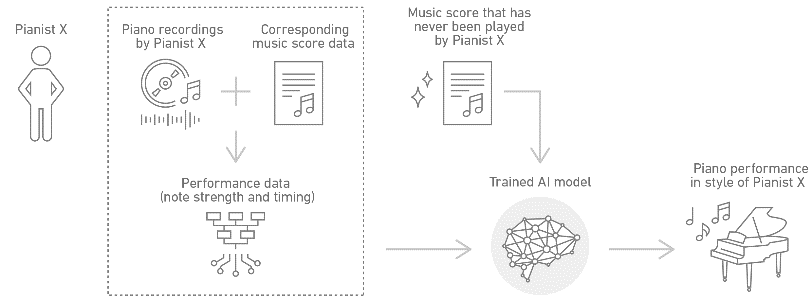 Pianist X
Piano recordings
by Pianist X
Corresponding
music score data
Performance data
(note strength and timing)
Music score that has
never been played
by Pianist X
Trained AI model
Piano performance
in style of Pianist X